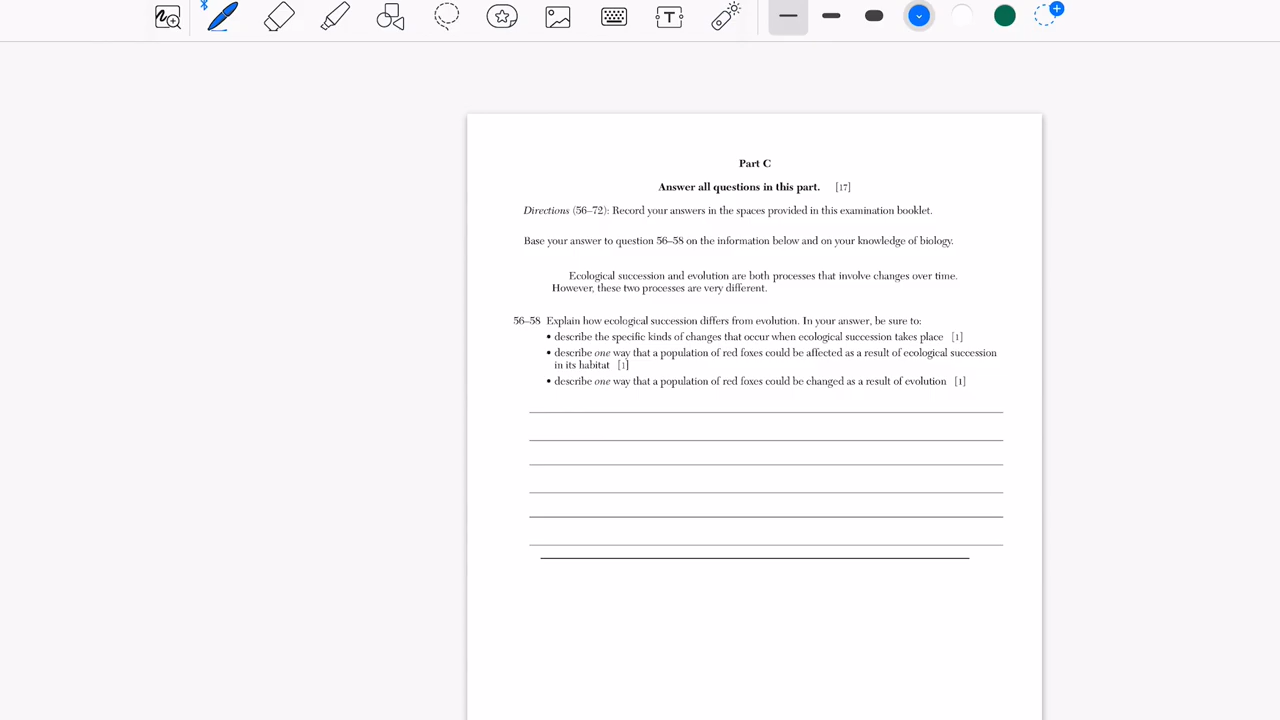 T
Part C
Answer all questions in this part. [17]
Directions (56–72): Record your answers in the spaces provided in this examination booklet.
Base your answer to question 56–58 on the information below and on your knowledge of biology.
Ecological succession and evolution are both processes that involve changes over time.
However, these two processes are very different.
56–58 Explain how ecological succession differs from evolution. In your answer, be sure to:
• describe the specific kinds of changes that occur when ecological succession takes place [1]
• describe one way that a population of red foxes could be affected as a result of ecological succession
in its habitat [1]
• describe one way that a population of red foxes could be changed as a result of evolution [1]